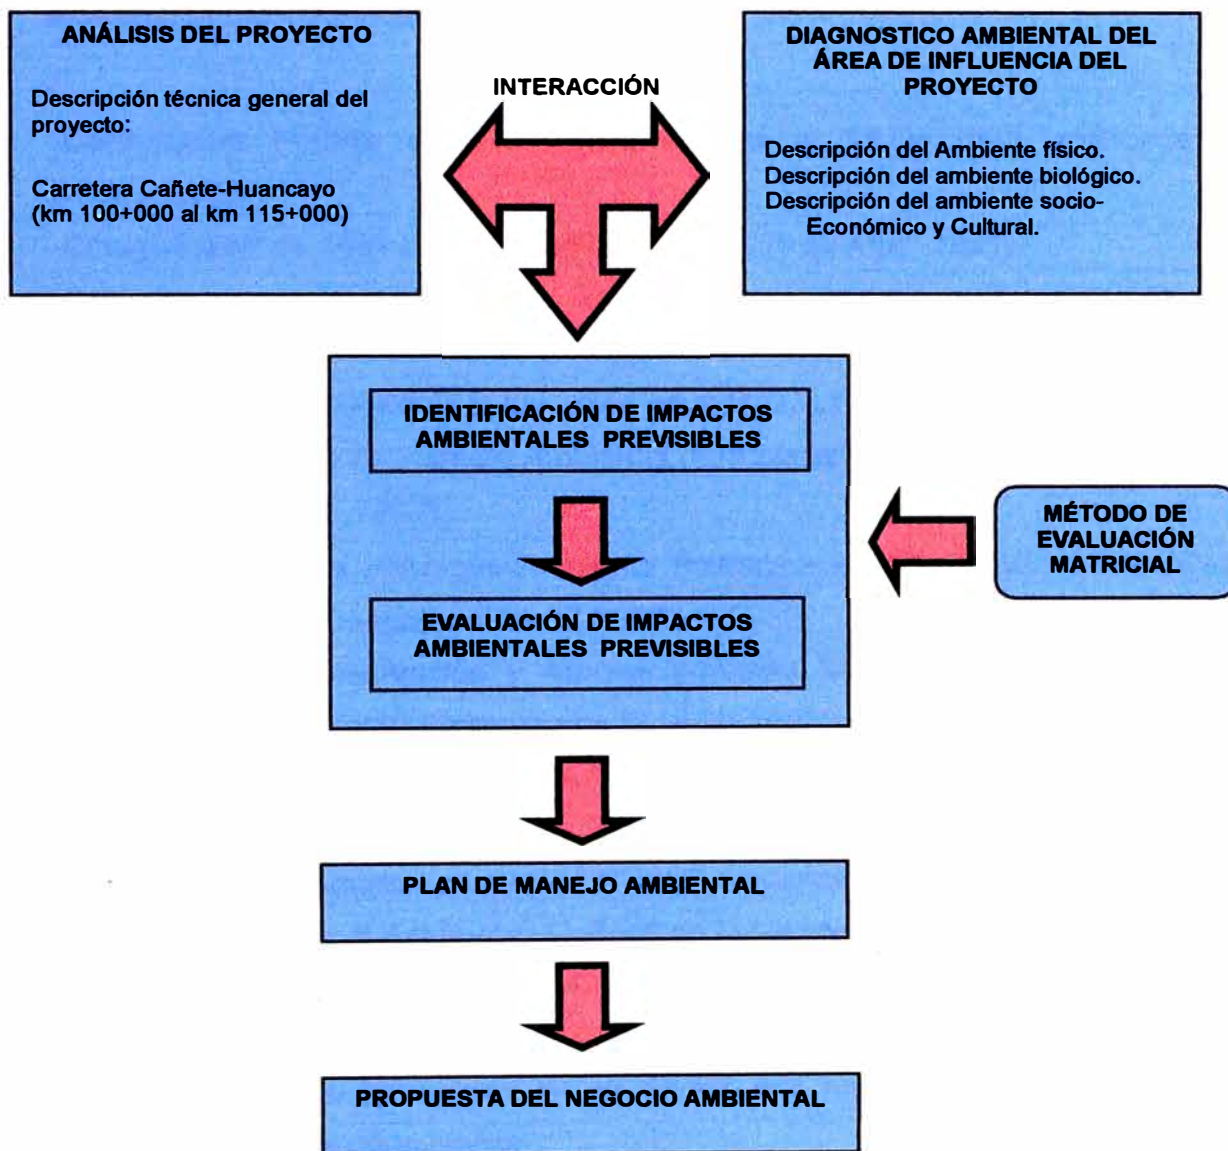 ANÁLISIS DEL PROYECTO
Descripción técnica general del
proyecto:
Carretera Cañete-Huancayo
(km 100+000 al km 115+000)
INTERACCIÓN
DIAGNOSTICO AMBIENTAL DEL
ÁREA DE INFLUENCIA DEL
PROYECTO
Descripción del Ambiente físico.
Descripción del ambiente biológico.
Descripción del ambiente socio-
Económico y Cultural.
IDENTIFICACIÓN DE IMPACTOS
AMBIENTALES PREVISIBLES
EVALUACIÓN DE IMPACTOS
AMBIENTALES PREVISIBLES
MÉTODO DE
EVALUACIÓN
MATRICIAL
PLAN DE MANEJO AMBIENTAL
PROPUESTA DEL NEGOCIO AMBIENTAL